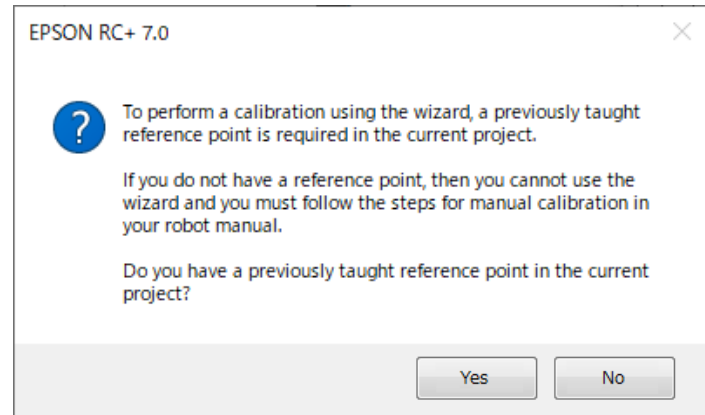 EPSON RC+ 7.0
To perform a calibration using the wizard, a previously taught
reference point is required in the current project.
If you do not have a reference point, then you cannot use the
wizard and you must follow the steps for manual calibration in
your robot manual.
Do you have a previously taught reference point in the current
project?
Yes
No